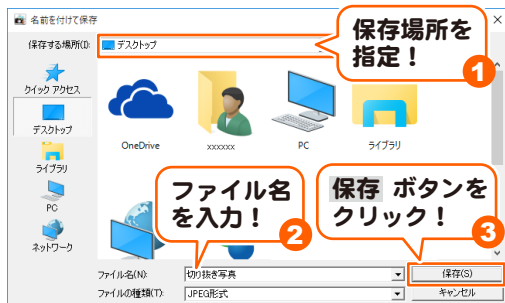 名前を付けて保存
保存する場所(I):
デスクトップ
保存場所を
指定！
1
クイック アクセス
デスクトップ
ライブラリ
PC
ネットワーク
OneDrive
xxxxxx
PC
ライブラリ
ファイル名
を入力！
2
保存 ボタンを
クリック！
3
ファイル名(N):
切り抜き写真
保存(S)
ファイルの種類(T):
JPEG形式
キャンセル